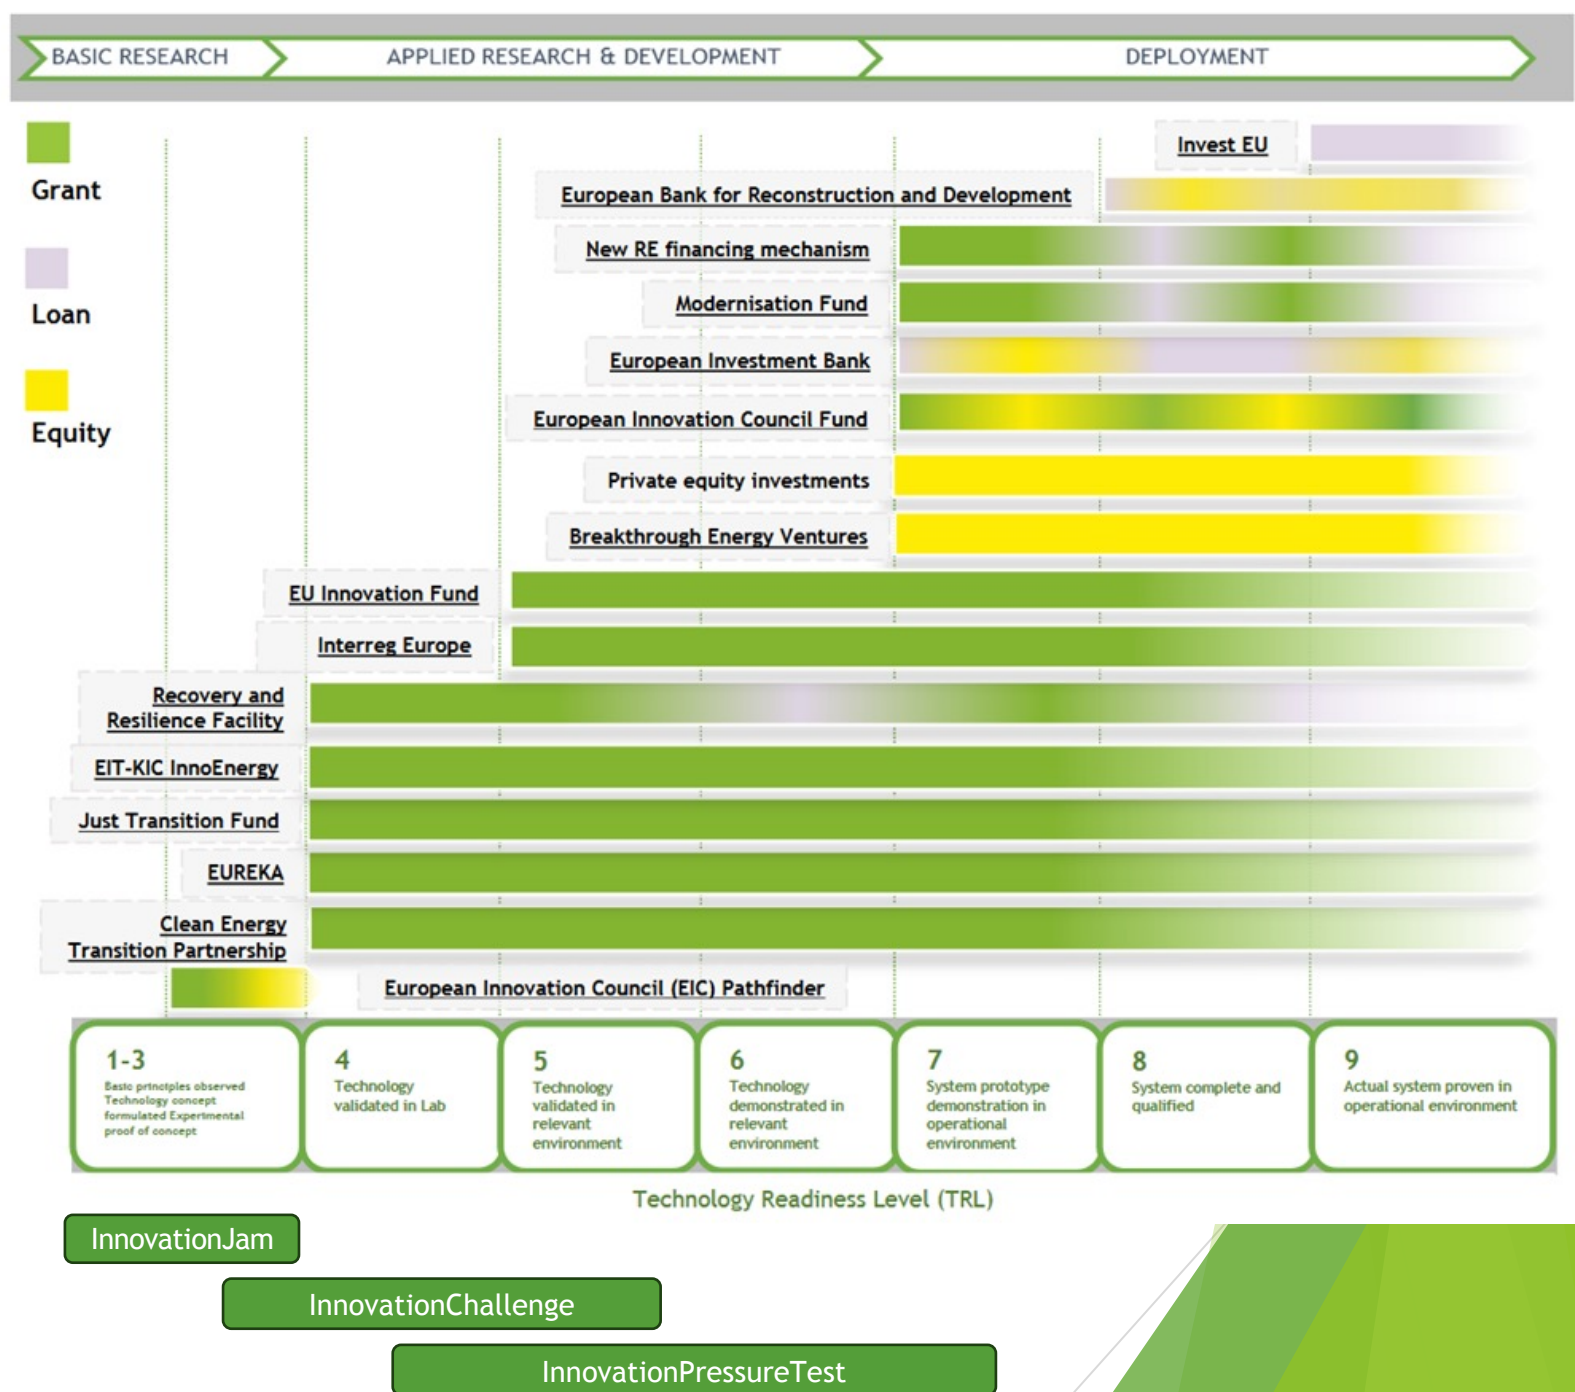 BASIC RESEARCH
APPLIED RESEARCH & DEVELOPMENT
DEPLOYMENT
Grant
Loan
Equity
Invest EU
European Bank for Reconstruction and Development
New RE financing mechanism
Modernisation Fund
European Investment Bank
European Innovation Council Fund
Private equity investments
Breakthrough Energy Ventures
EU Innovation Fund
Interreg Europe
Recovery and
Resilience Facility
EIT-KIC InnoEnergy
Just Transition Fund
EUREKA
Clean Energy
Transition Partnership
European Innovation Council (EIC) Pathfinder
1-3
Basic principles observed
Technology concept
formulated Experimental
proof of concept
4
Technology
validated in Lab
5
Technology
validated in
relevant
environment
6
Technology
demonstrated in
relevant
environment
7
System prototype
demonstration in
operational
environment
8
System complete and
qualified
9
Actual system proven in
operational environment
Technology Readiness Level (TRL)
InnovationJam
InnovationChallenge
InnovationPressureTest